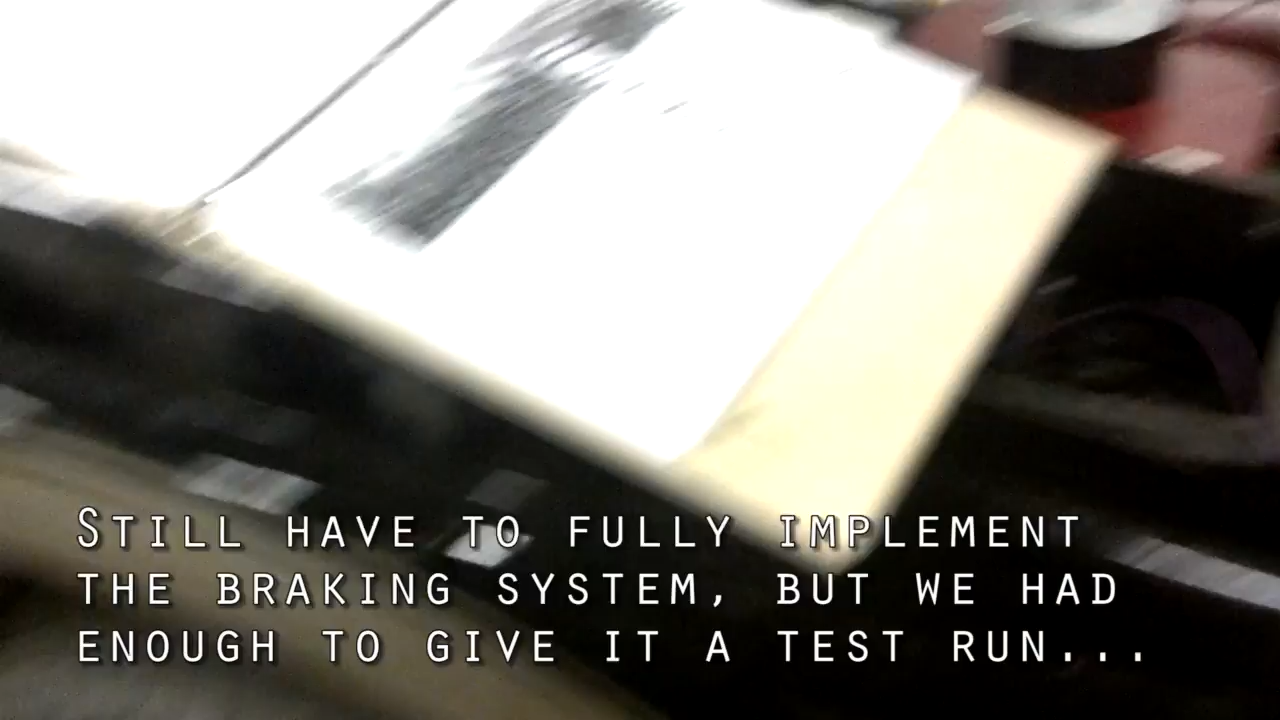 Still have to fully implement
the braking system, but we had
enough to give it a test run...